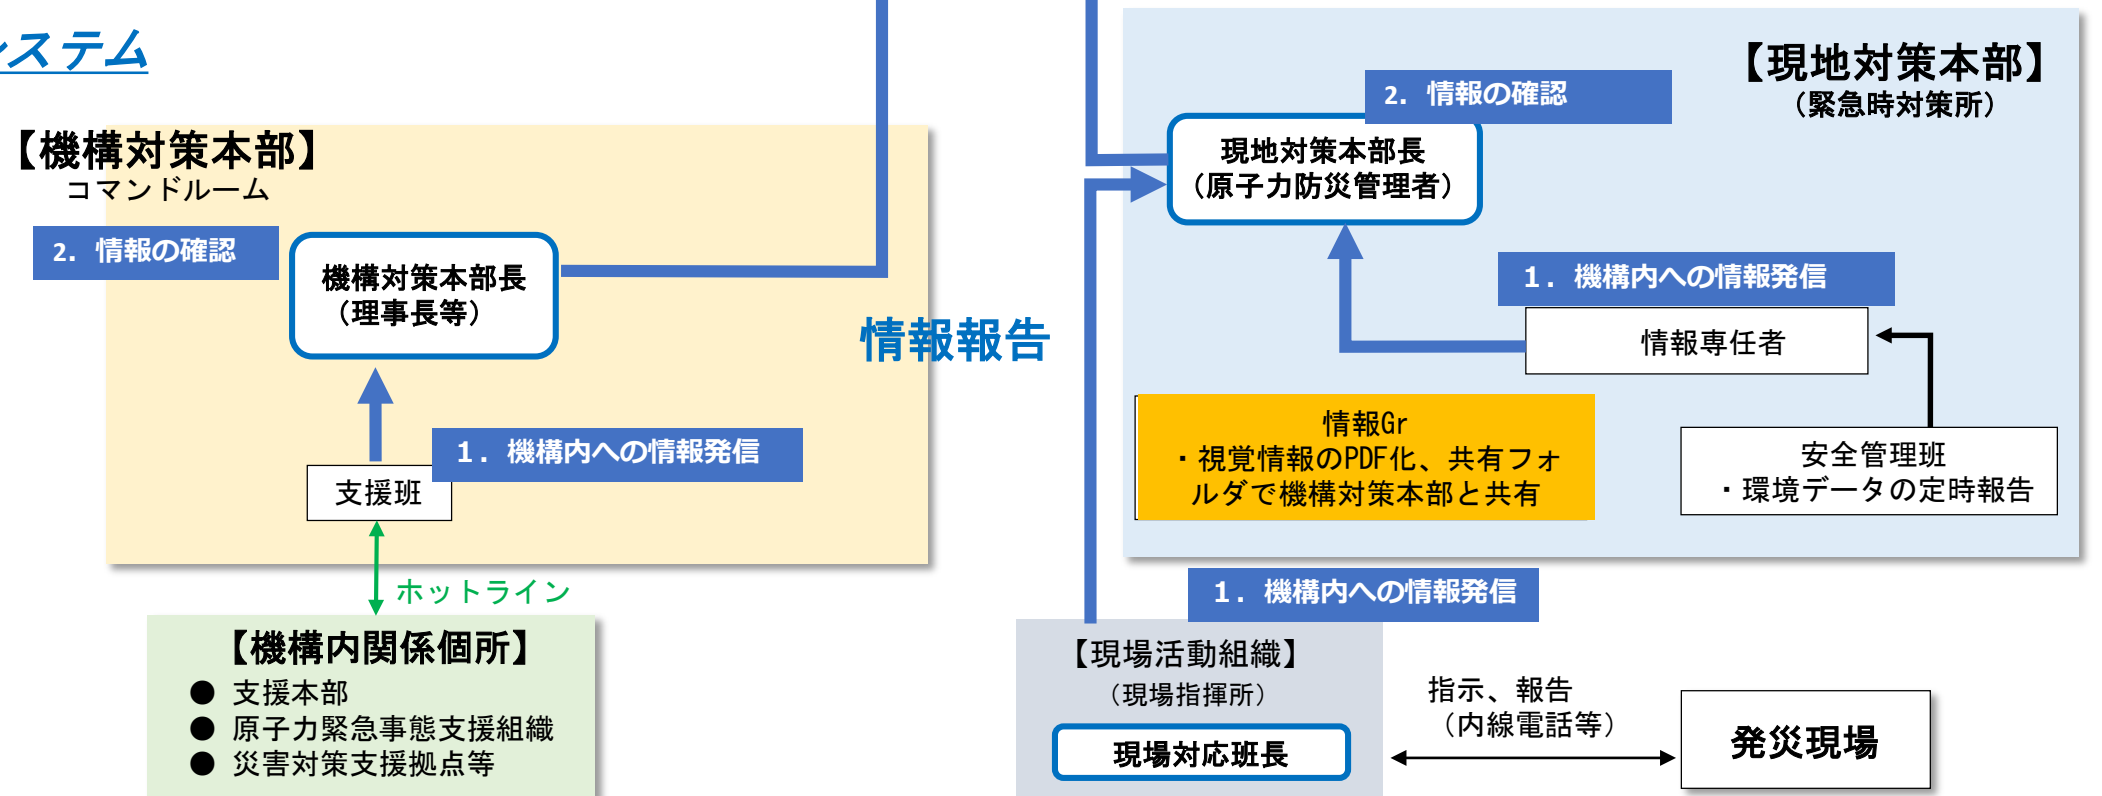 システム
【機構対策本部】
コマンドルーム
2. 情報の確認
機構対策本部長
（理事長等）
1. 機構内への情報発信
支援班
ホットライン
【機構内関係個所】
● 支援本部
● 原子力緊急事態支援組織
● 災害対策支援拠点等
情報報告
【現地対策本部】
（緊急時対策所）
2. 情報の確認
現地対策本部長
（原子力防災管理者）
1. 機構内への情報発信
情報専任者
情報Gr
・視覚情報のPDF化、共有フォ
ルダで機構対策本部と共有
安全管理班
・環境データの定時報告
1. 機構内への情報発信
【現場活動組織】
（現場指揮所）
現場対応班長
指示、報告
（内線電話等）
発災現場